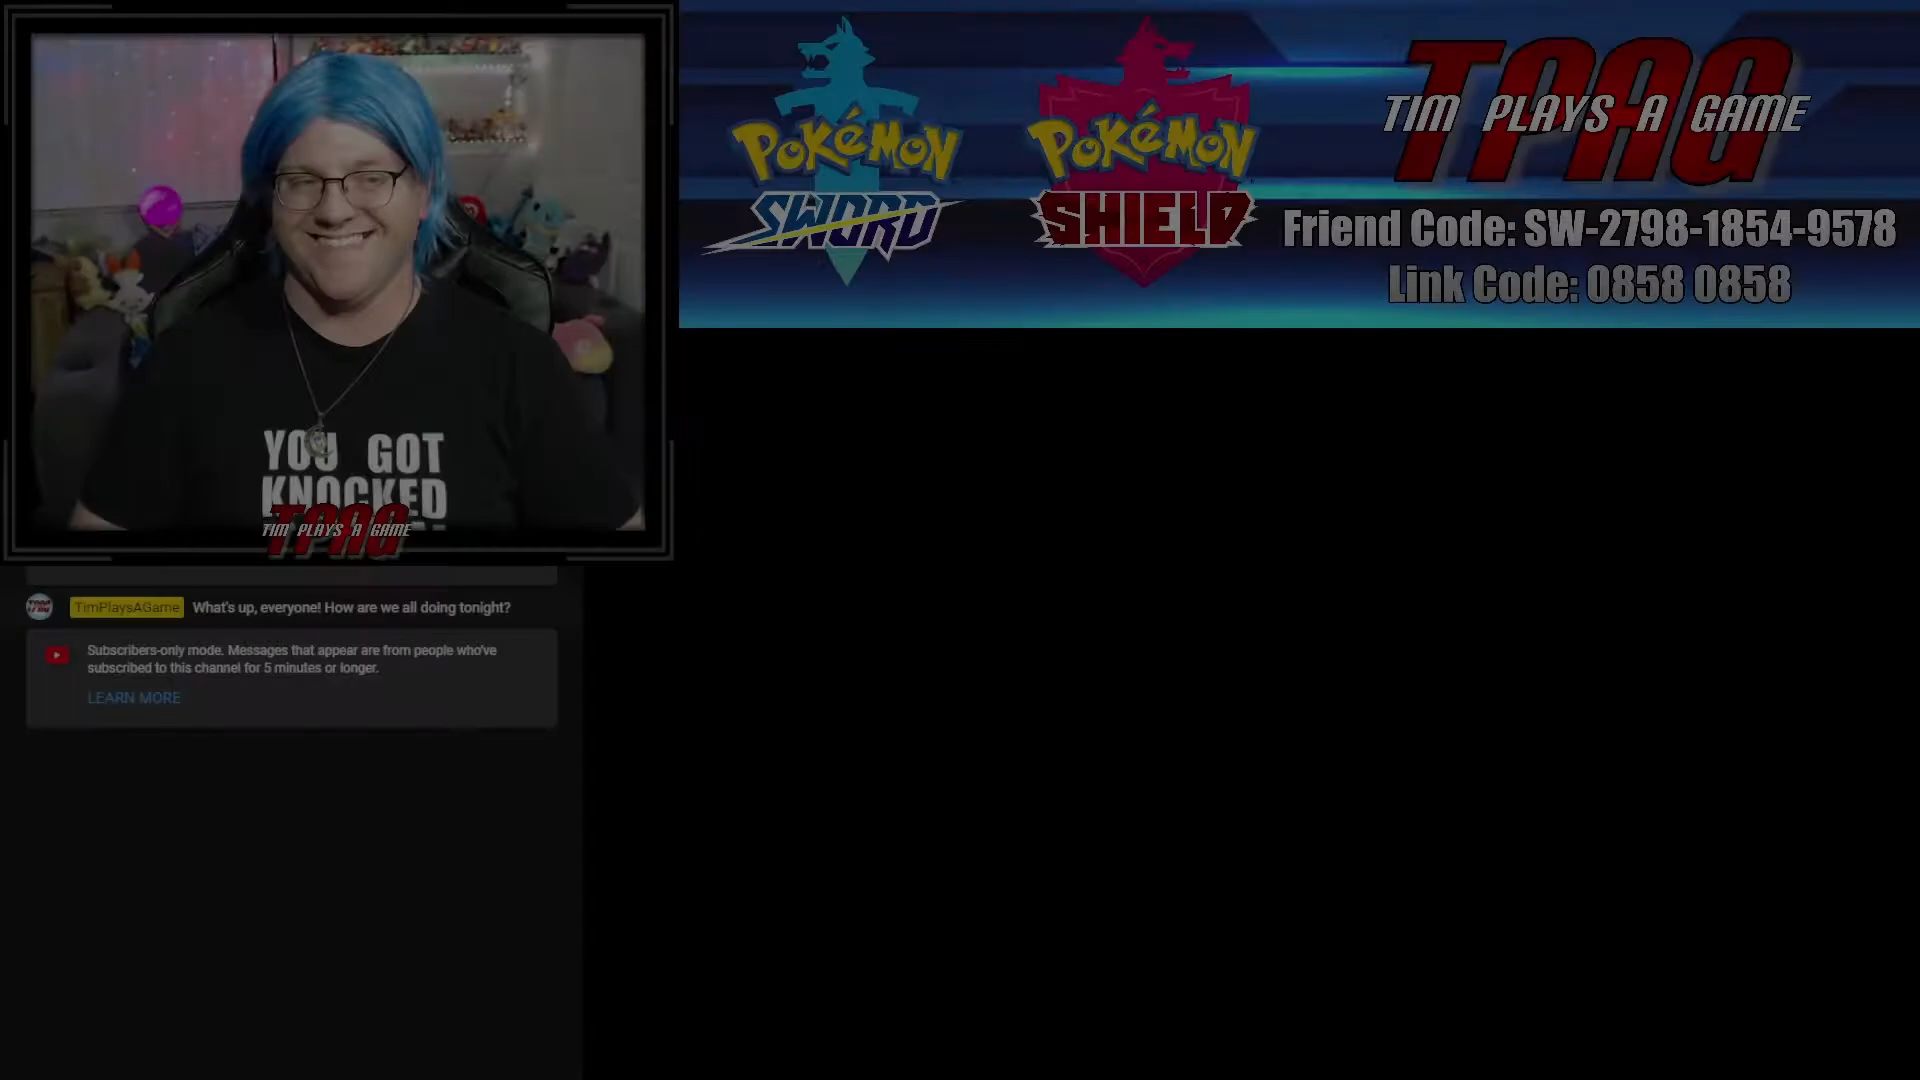 YOU GOT
KNOCKED
TPAG
TIM PLAYS A GAME
POKéMON
SWORD
POKéMON
SHIELD
TPAG
TIM PLAYS A GAME
Friend Code: SW-2798-1854-9578
Link Code: 0858 0858
TimPlaysAGame What's up, everyone! How are we all doing tonight?
Subscribers-only mode. Messages that appear are from people who've
subscribed to this channel for 5 minutes or longer.
LEARN MORE